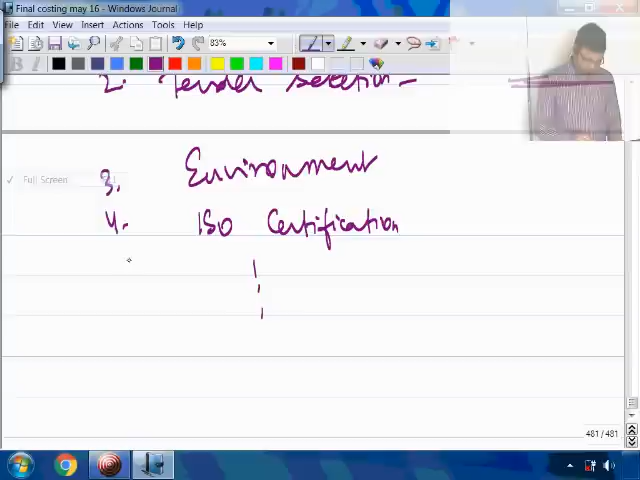 Final costing may 16 - Windows Journal
File Edit View Insert Actions Tools Help
83%
2. Tender selection -
Full Screen
3. Environment
4. ISO Certification
481 / 481